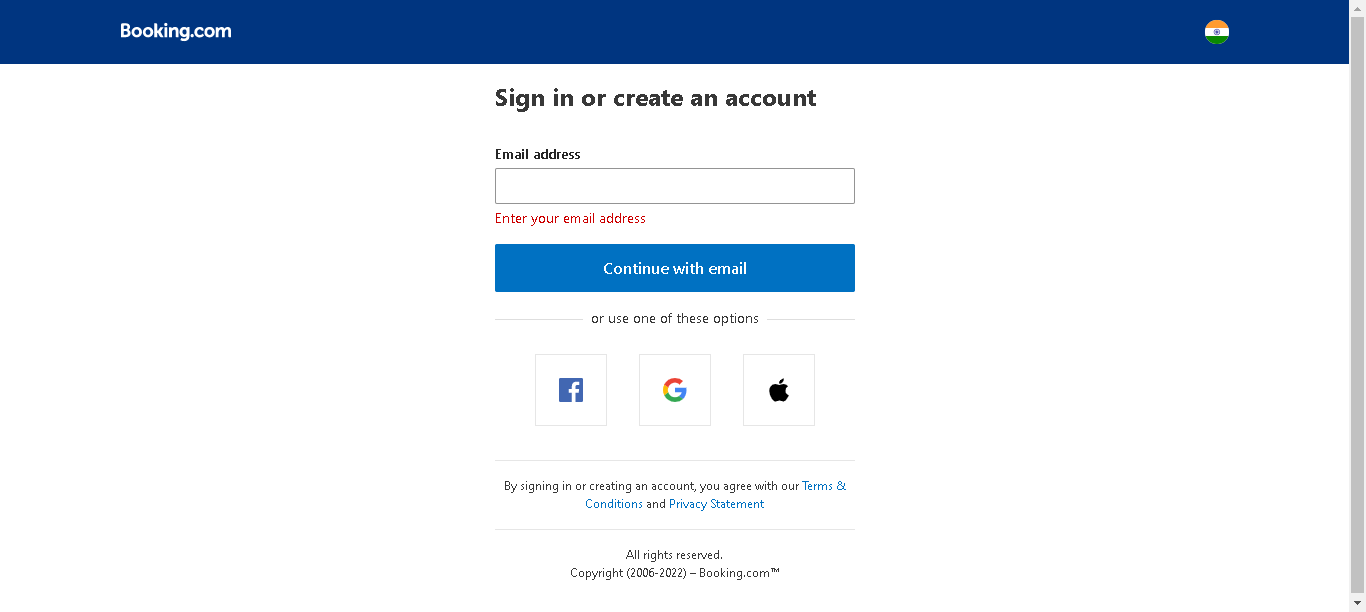 Booking.com
Sign in or create an account
Email address
Enter your email address
Continue with email
or use one of these options
By signing in or creating an account, you agree with our Terms &
Conditions and Privacy Statement
All rights reserved.
Copyright (2006-2022) – Booking.com™